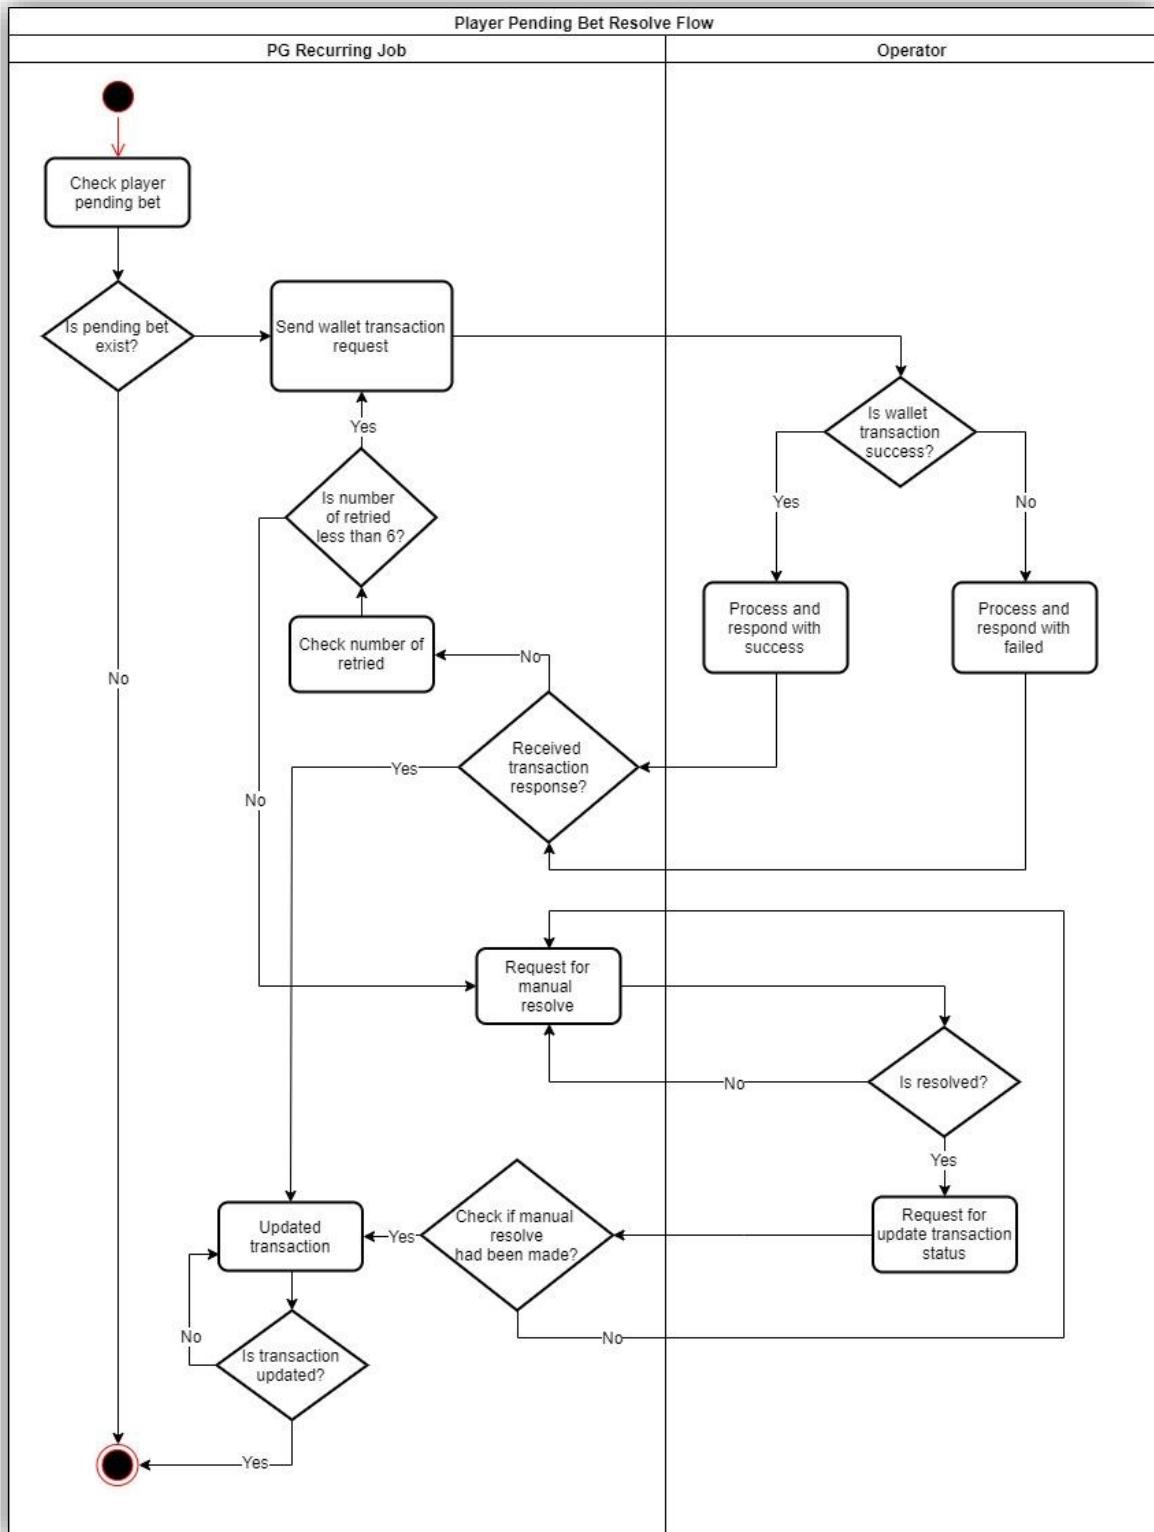 Player Pending Bet Resolve Flow
PG Recurring Job
Operator
Check player
pending bet
Is pending bet
exist?
Send wallet transaction
request
Is wallet
transaction
success?
Yes
Is number
of retried
less than 6?
Yes
No
Process and
respond with
success
Process and
respond with
failed
Check number of
retried
No
No
Received
transaction
response?
Yes
No
Request for
manual
resolve
Is resolved?
No
Yes
Check if manual
resolve
had been made?
Request for
update transaction
status
Updated
transaction
Yes
No
No
Is transaction
updated?
Yes